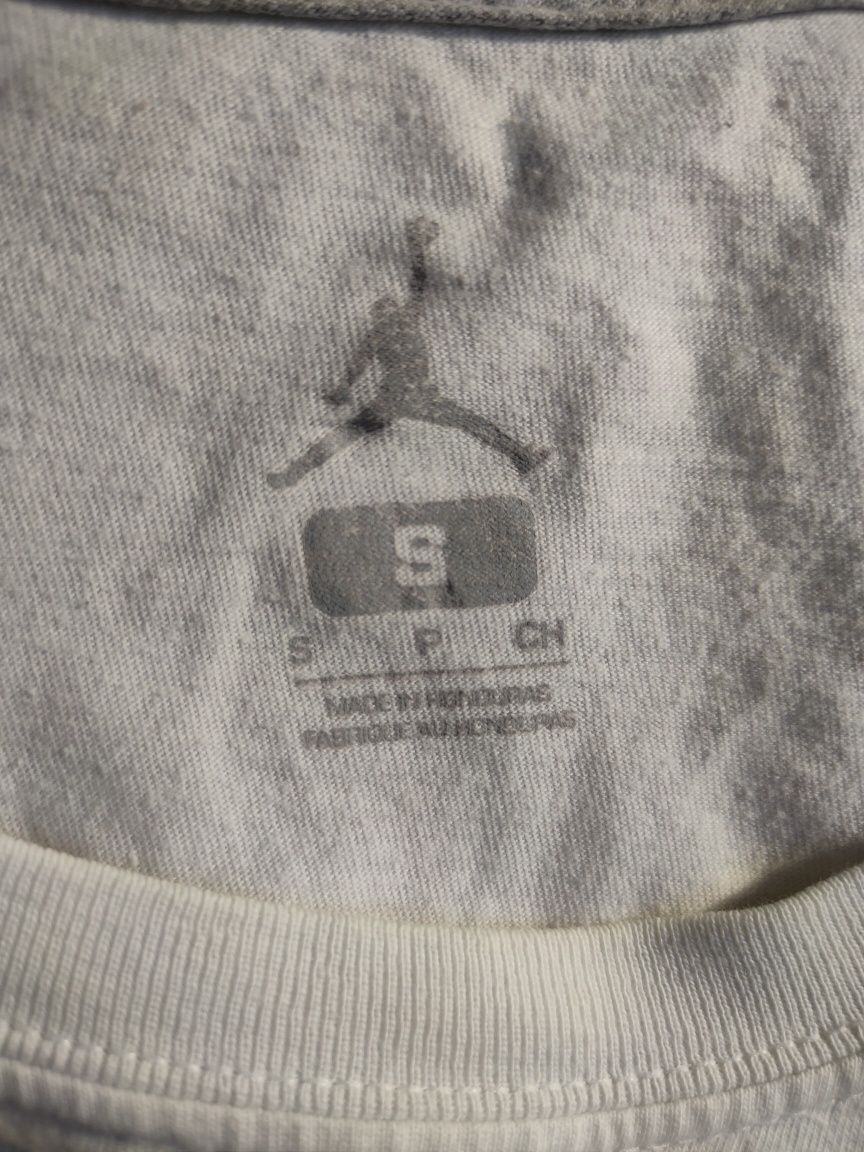 S
S P CH
MADE IN HONDURAS
FABRIQUE AU HONDURAS